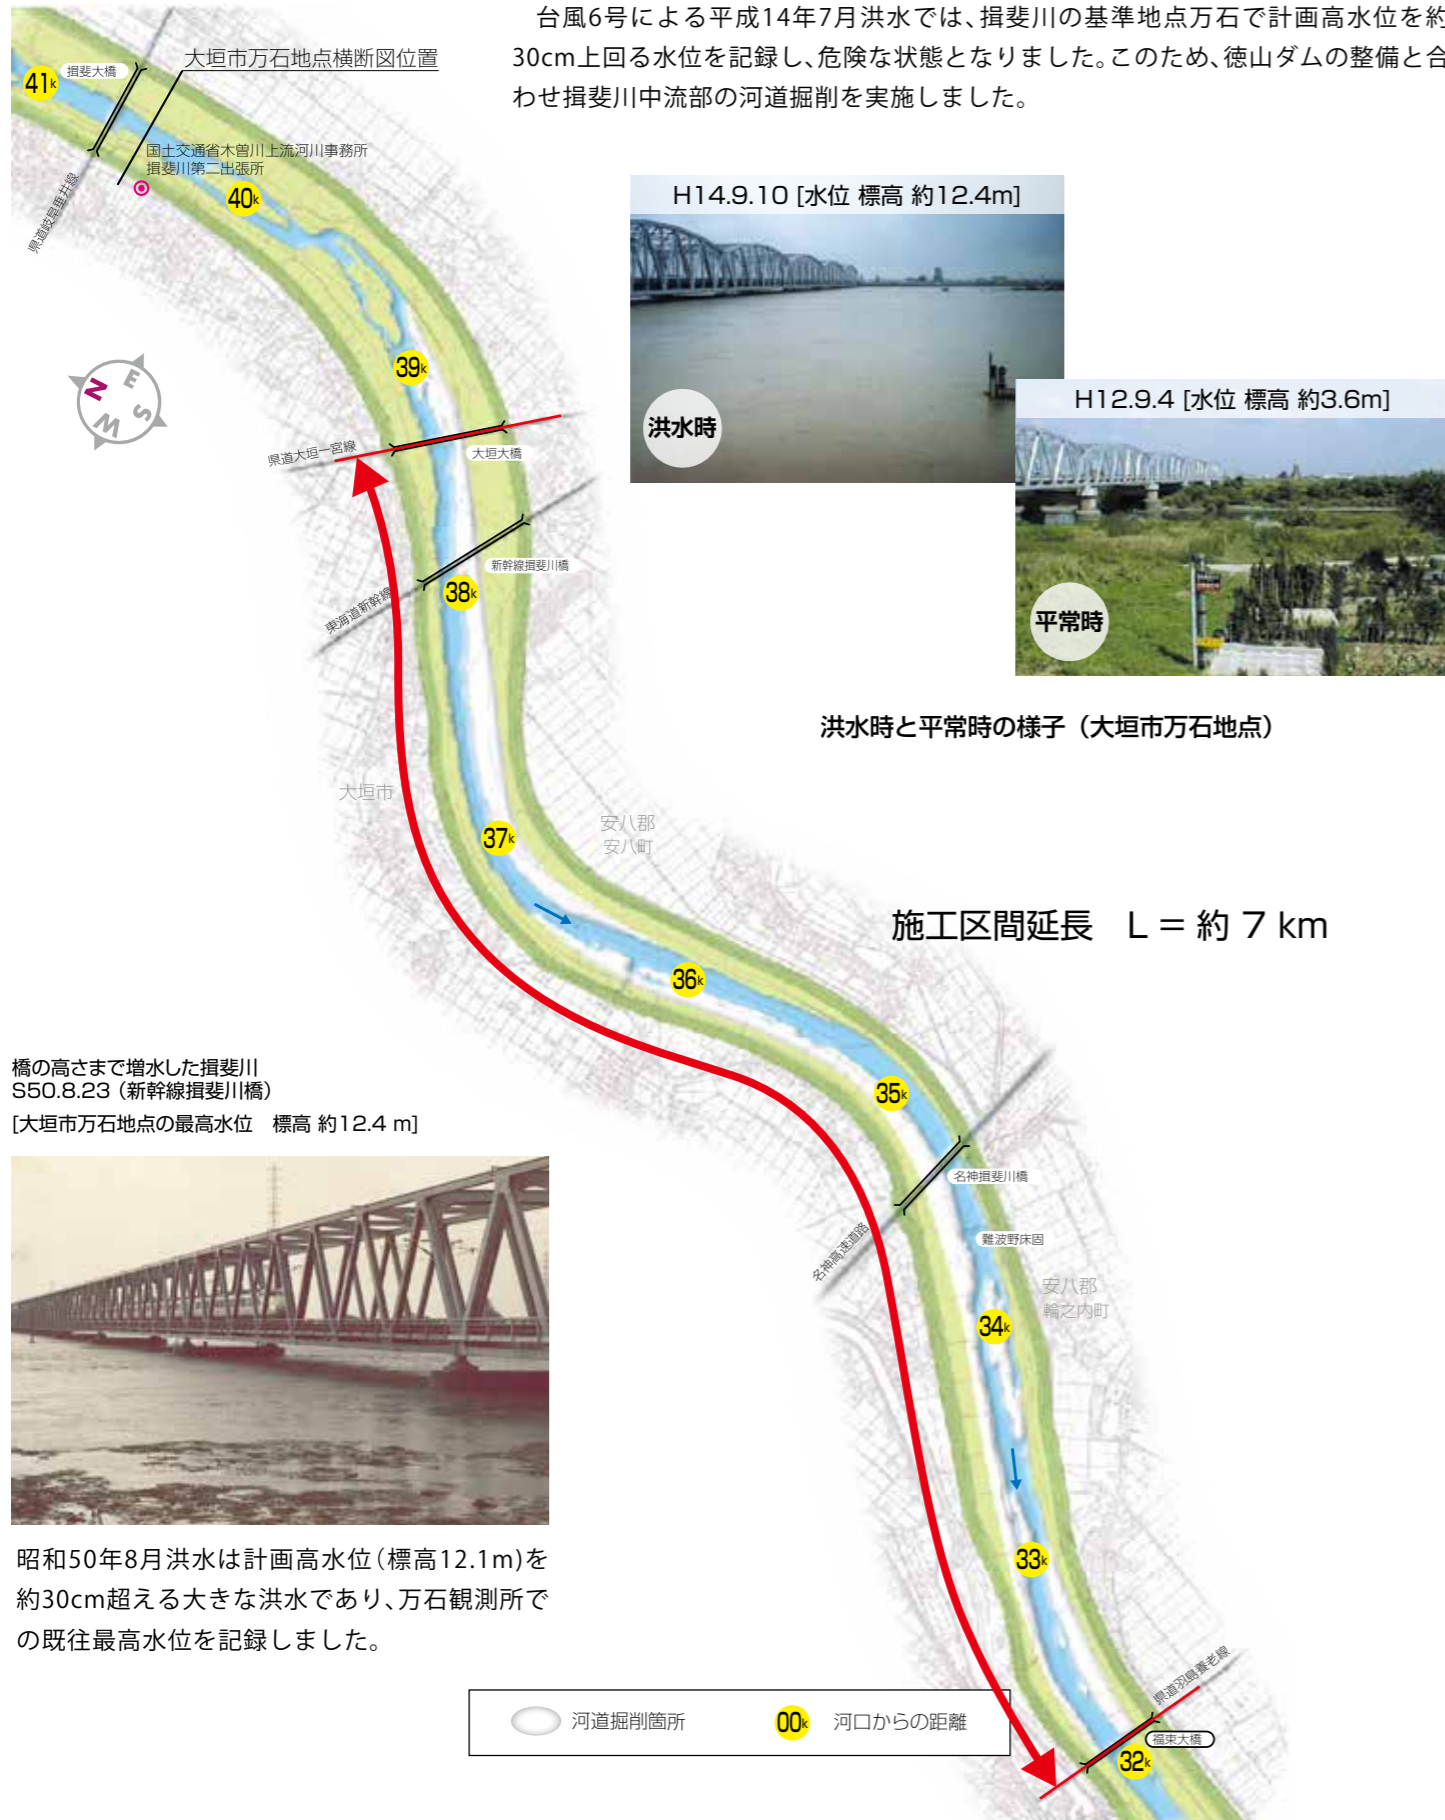 台風6号による平成14年7月洪水では、揖斐川の基準地点万石で計画高水位を約
30cm上回る水位を記録し、危険な状態となりました。このため、徳山ダムの整備と合
わせ揖斐川中流部の河道掘削を実施しました。
大垣市万石地点横断図位置
41k
揖斐大橋
国土交通省木曽川上流河川事務所
揖斐川第二出張所
40k
県道岐阜垂井線
H14.9.10 [水位 標高 約12.4m]
洪水時
H12.9.4 [水位 標高 約3.6m]
平常時
洪水時と平常時の様子（大垣市万石地点）
N
E
S
W
39k
県道大垣一宮線
大垣大橋
新幹線揖斐川橋
38k
東海道新幹線
大垣市
37k
安八郡
安八町
施工区間延長　L = 約 7 km
36k
35k
橋の高さまで増水した揖斐川
S50.8.23（新幹線揖斐川橋）
[大垣市万石地点の最高水位　標高 約12.4 m]
名神揖斐川橋
名神高速道路
難波野床固
安八郡
輪之内町
34k
33k
昭和50年8月洪水は計画高水位（標高12.1m)を
約30cm超える大きな洪水であり、万石観測所で
の既往最高水位を記録しました。
県道羽島養老線
福束大橋
32k
河道掘削箇所
00k 河口からの距離